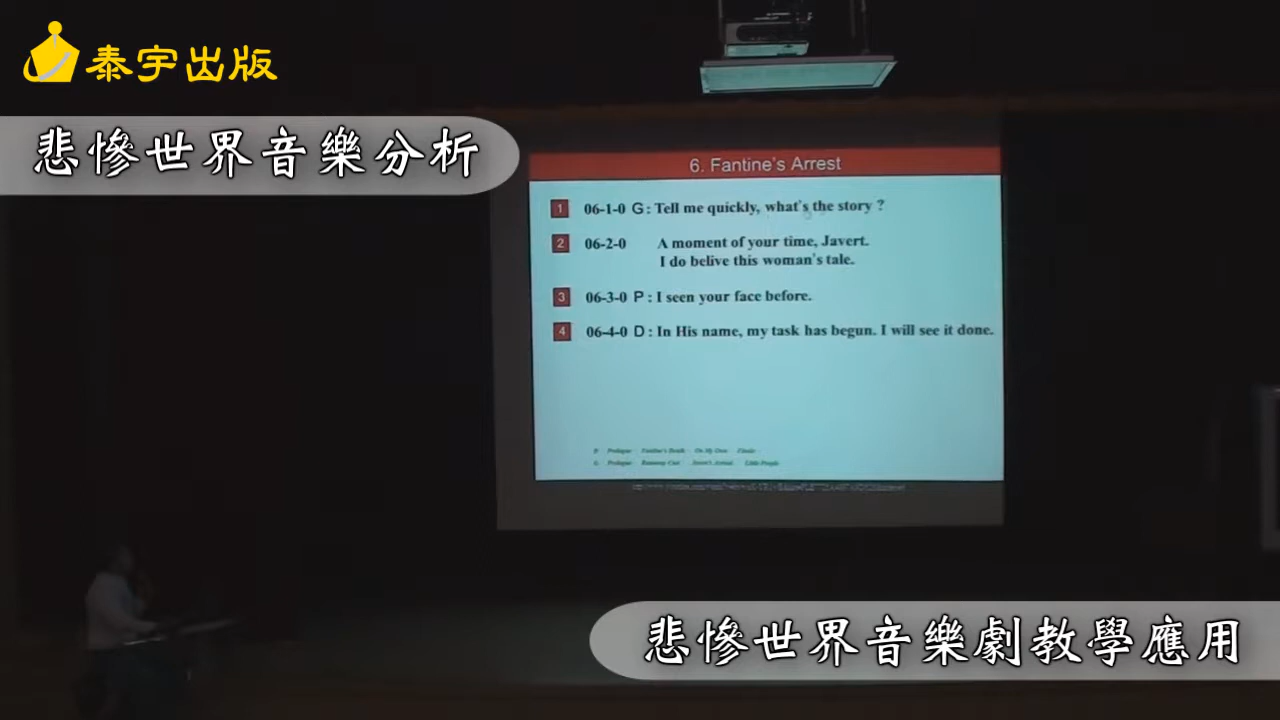 泰宇出版
悲慘世界音樂分析
6. Fantine's Arrest
1 06-1-0 G : Tell me quickly, what's the story ?
2 06-2-0 A moment of your time, Javert.
I do belive this woman's tale.
3 06-3-0 P : I seen your face before.
4 06-4-0 D : In His name, my task has begun. I will see it done.
悲慘世界音樂劇教學應用